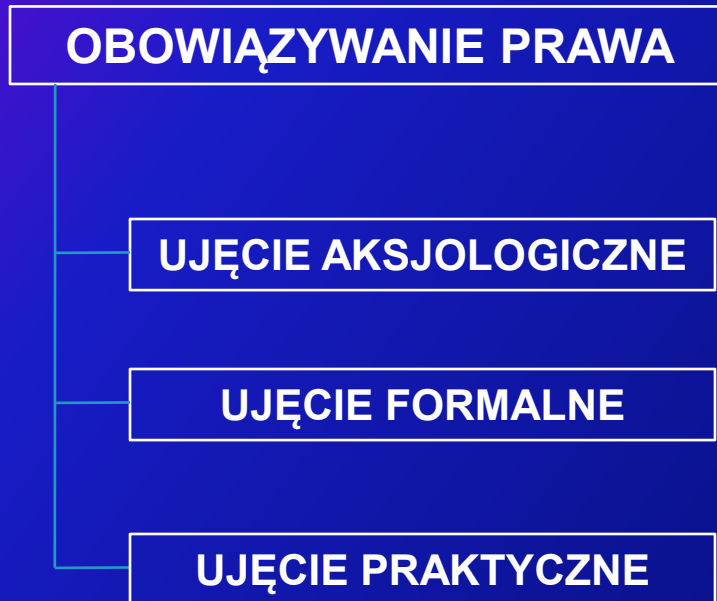 OBOWIĄZYWANIE PRAWA
UJĘCIE AKSJOLOGICZNE
UJĘCIE FORMALNE
UJĘCIE PRAKTYCZNE